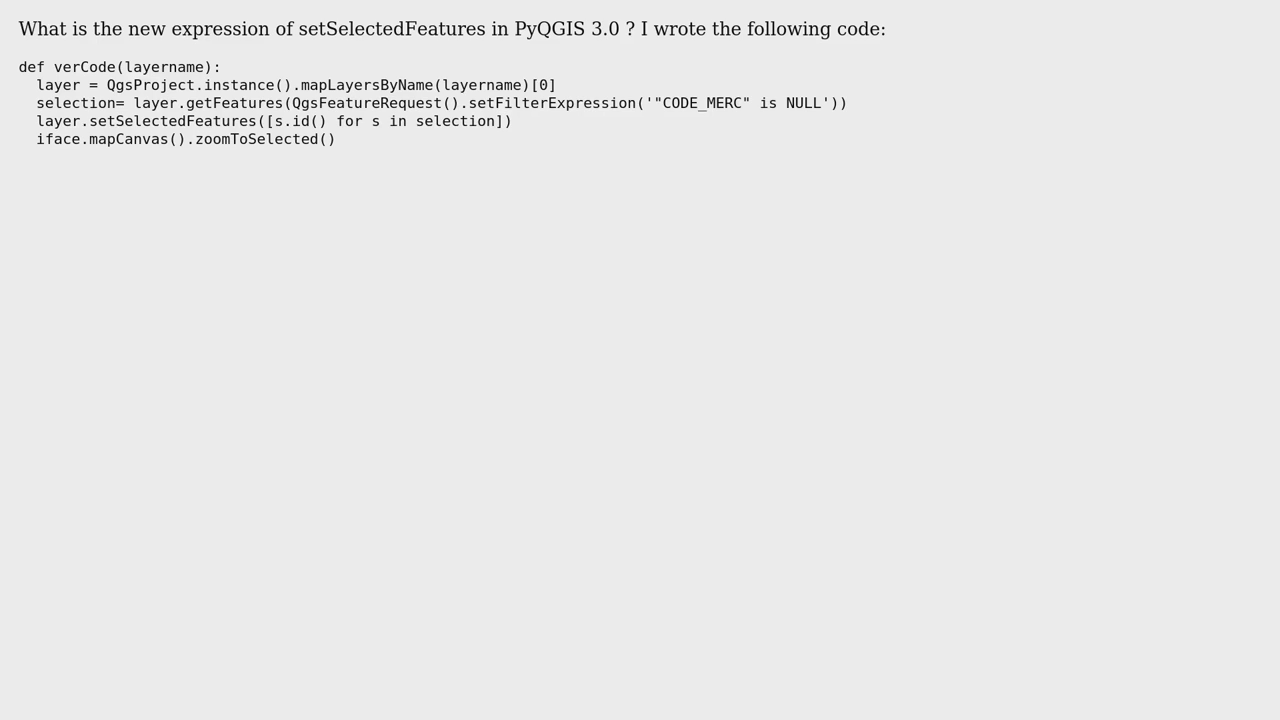 What is the new expression of setSelectedFeatures in PyQGIS 3.0 ? I wrote the following code:
def verCode(layername):
  layer = QgsProject.instance().mapLayersByName(layername)[0]
  selection= layer.getFeatures(QgsFeatureRequest().setFilterExpression('"CODE_MERC" is NULL'))
  layer.setSelectedFeatures([s.id() for s in selection])
  iface.mapCanvas().zoomToSelected()